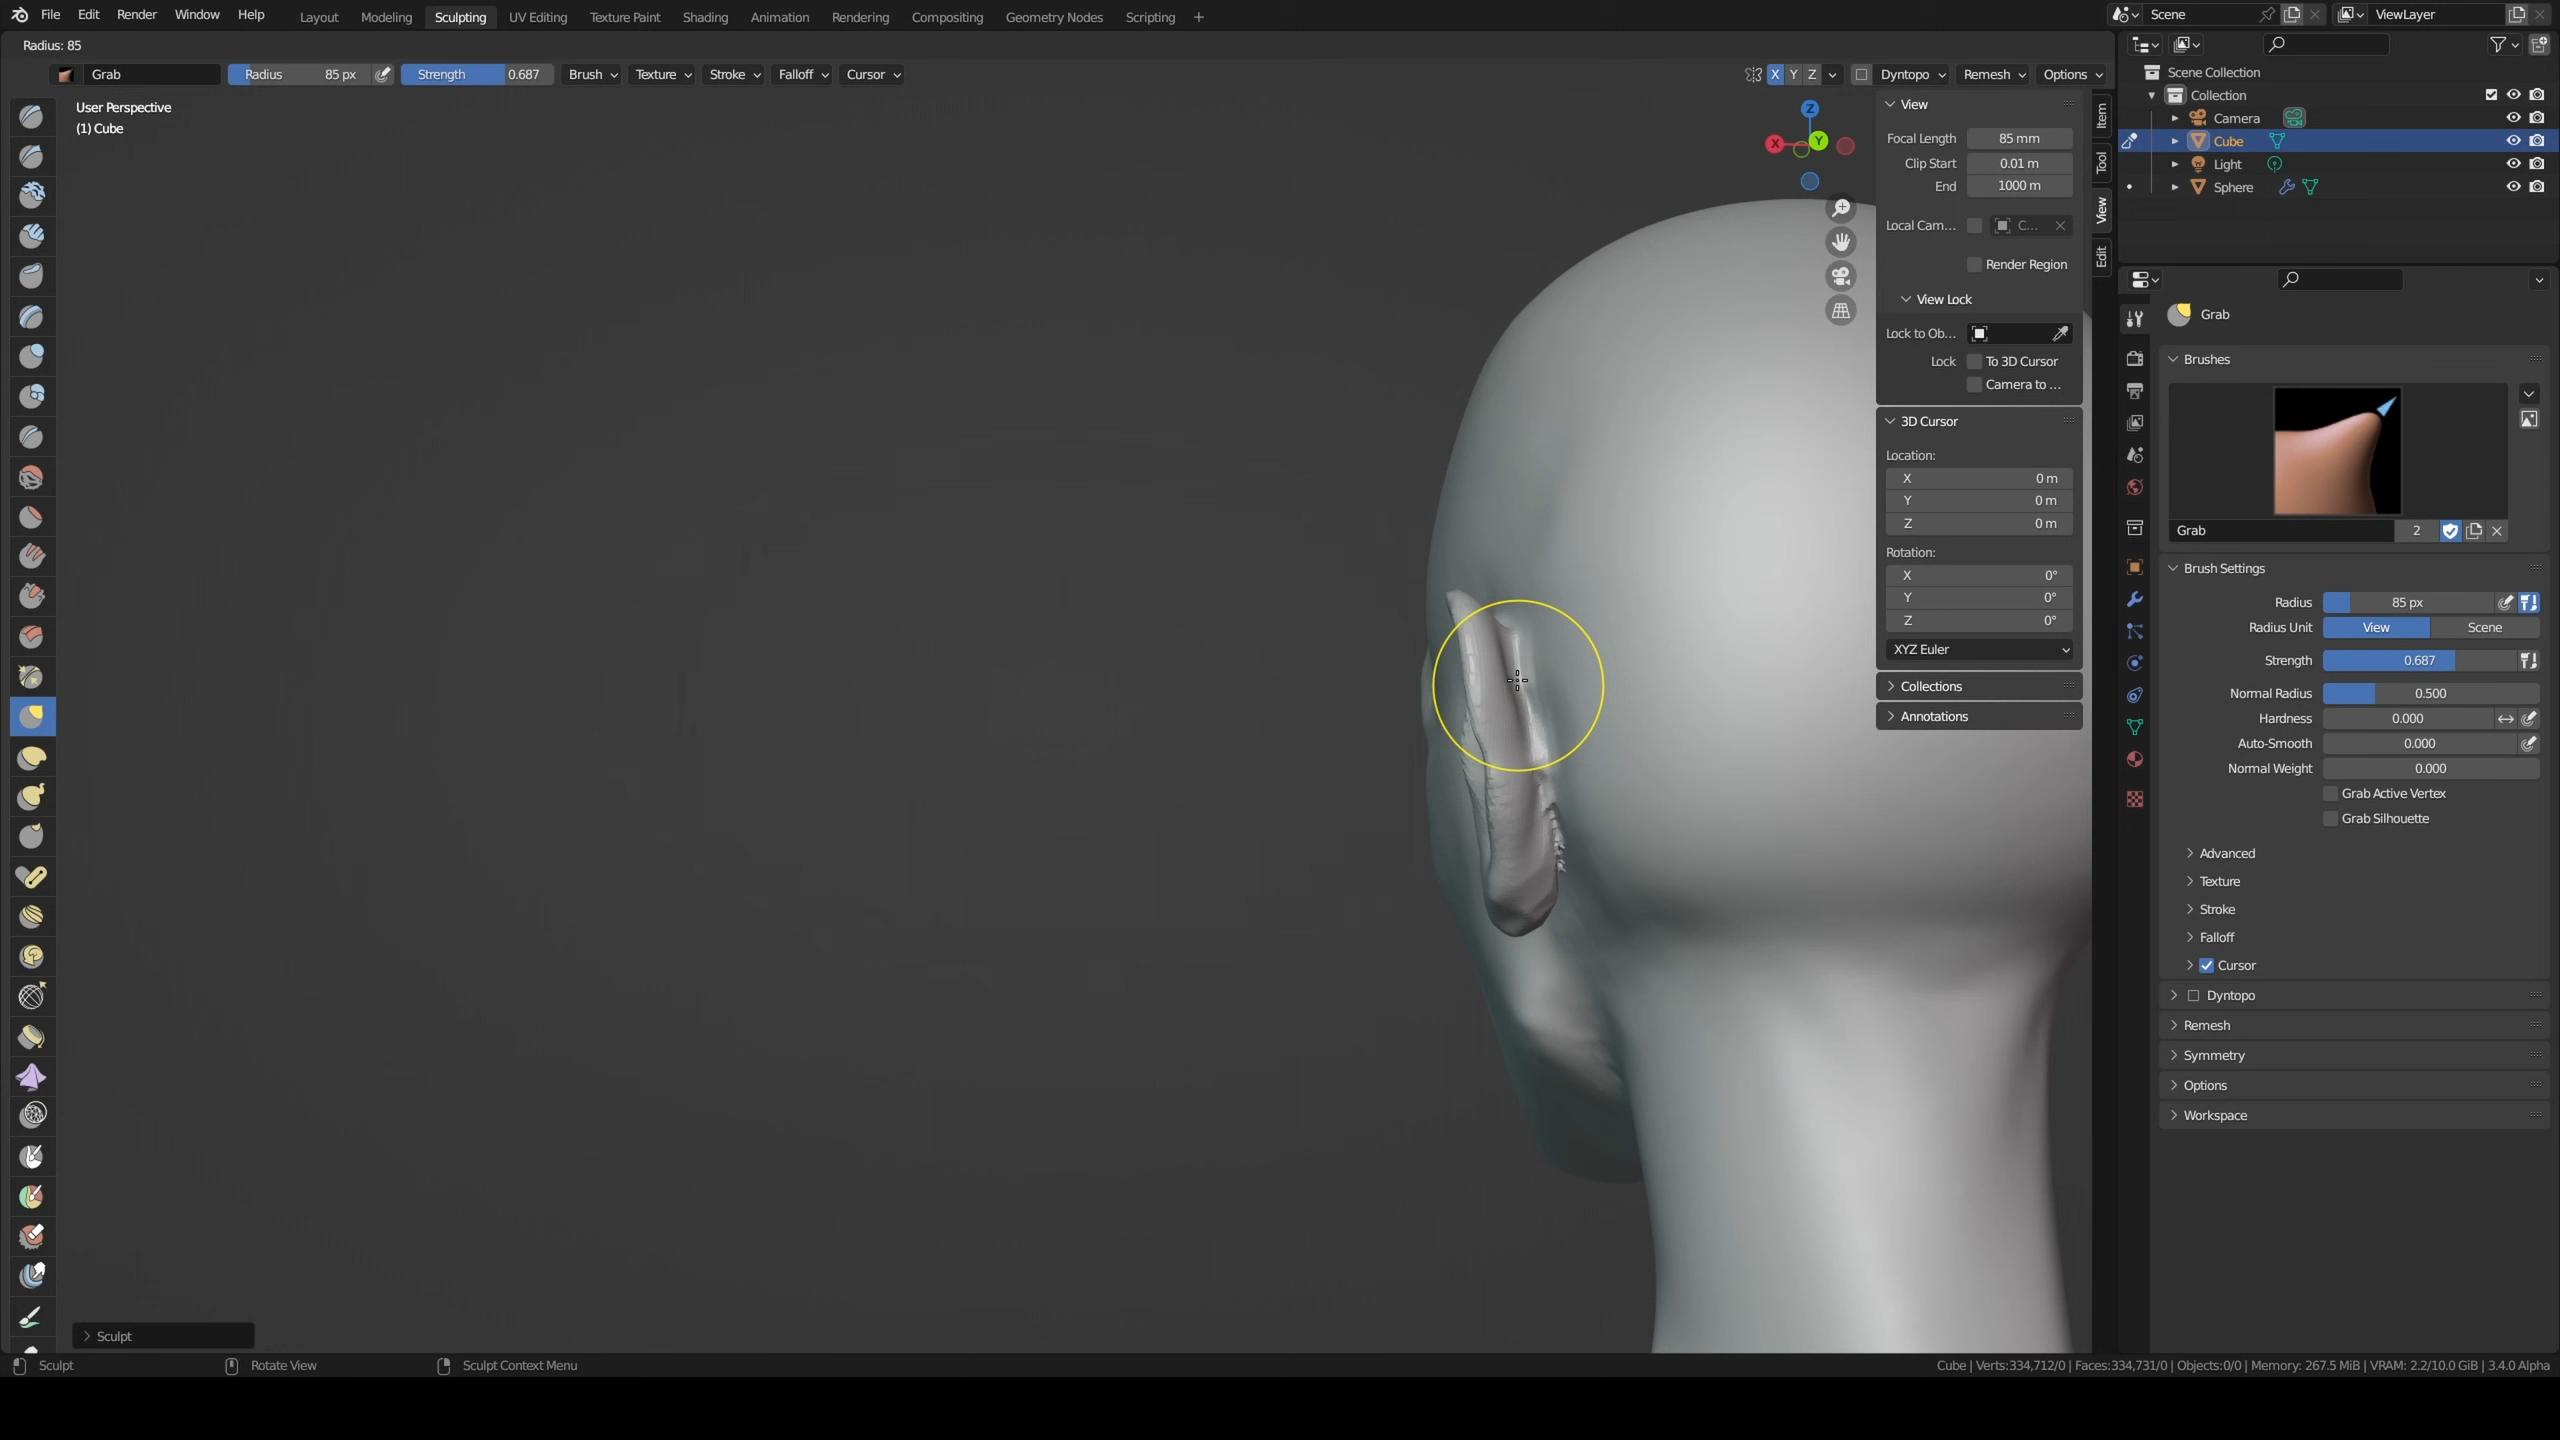 File Edit Render Window Help Layout Modeling Sculpting UV Editing Texture Paint Shading Animation Rendering Compositing Geometry Nodes Scripting + Scene ViewLayer
Radius: 85
Grab Radius 85 px Strength 0.687 Brush Texture Stroke Falloff Cursor X Y Z Dyntopo Remesh Options
User Perspective
(1) Cube
Z
X Y
View
Focal Length 85 mm
Clip Start 0.01 m
End 1000 m
Local Cam... C...
Render Region
View Lock
Lock to Ob...
Lock To 3D Cursor
Camera to ...
3D Cursor
Location:
X 0 m
Y 0 m
Z 0 m
Rotation:
X 0°
Y 0°
Z 0°
XYZ Euler
Collections
Annotations
Item
Tool
View
Edit
Scene Collection
Collection
Camera
Cube
Light
Sphere
Grab
Brushes
Grab 2
Brush Settings
Radius 85 px
Radius Unit View Scene
Strength 0.687
Normal Radius 0.500
Hardness 0.000
Auto-Smooth 0.000
Normal Weight 0.000
Grab Active Vertex
Grab Silhouette
Advanced
Texture
Stroke
Falloff
Cursor
Dyntopo
Remesh
Symmetry
Options
Workspace
Sculpt
Sculpt Rotate View Sculpt Context Menu Cube | Verts:334,712/0 | Faces:334,731/0 | Objects:0/0 | Memory: 267.5 MiB | VRAM: 2.2/10.0 GiB | 3.4.0 Alpha